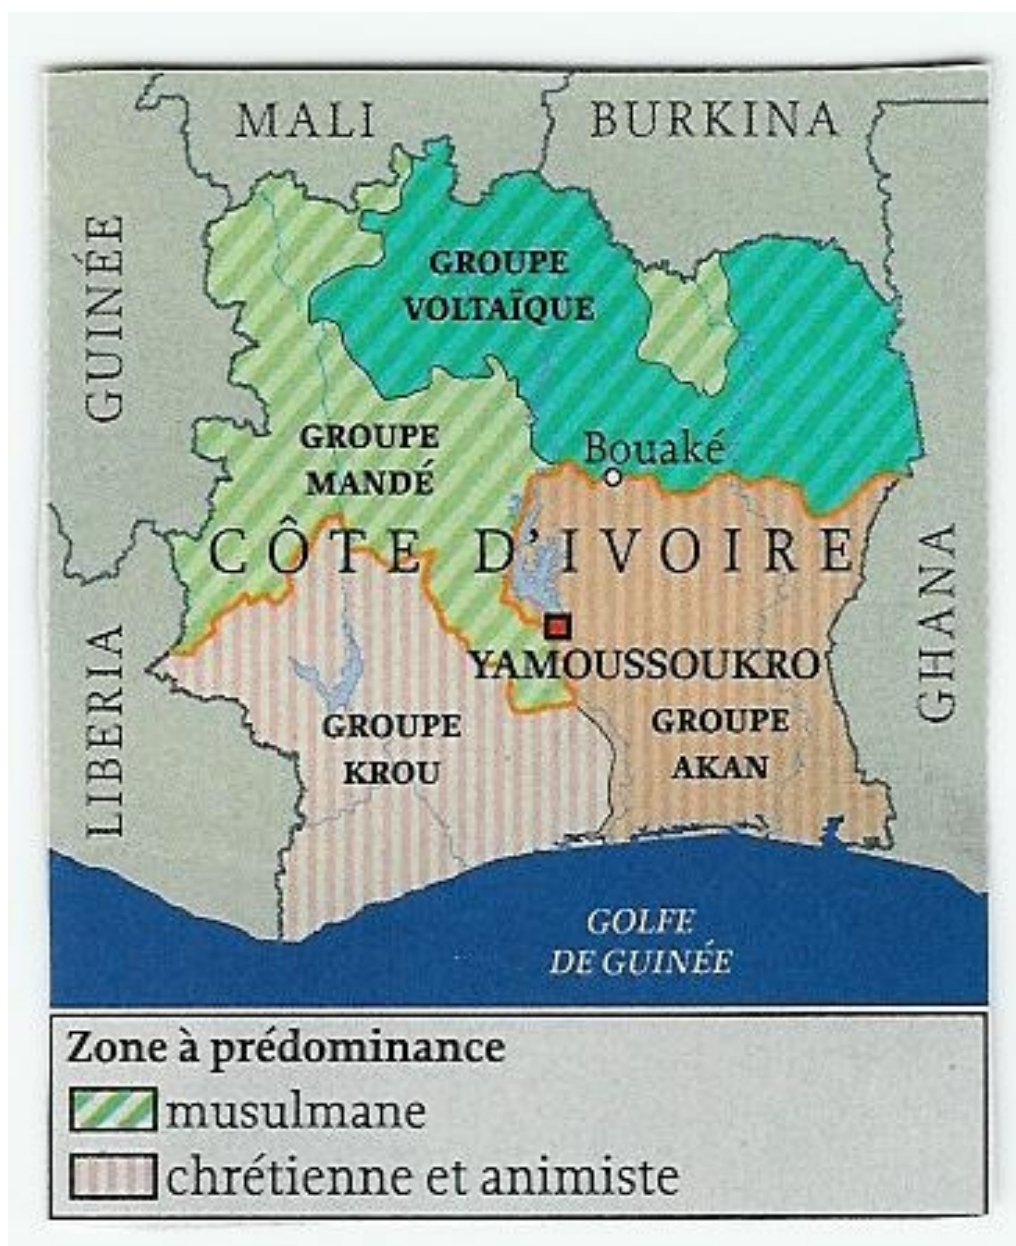 MALI
BURKINA
GUINÉE
GROUPE
VOLTAÏQUE
GROUPE
MANDÉ
Bouaké
CÔTE D'IVOIRE
LIBERIA
GHANA
YAMOUSSOUKRO
GROUPE
KROU
GROUPE
AKAN
GOLFE
DE GUINÉE
Zone à prédominance
musulmane
chrétienne et animiste